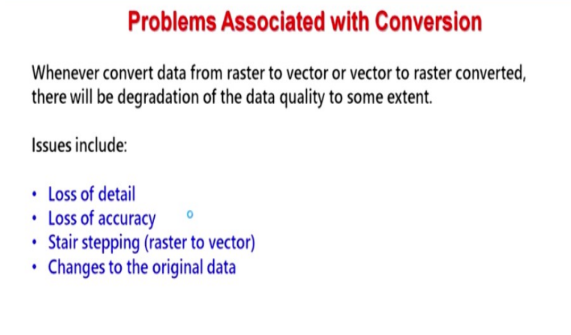 Problems Associated with Conversion
Whenever convert data from raster to vector or vector to raster converted,
there will be degradation of the data quality to some extent.
Issues include:
• Loss of detail
• Loss of accuracy
• Stair stepping (raster to vector)
• Changes to the original data